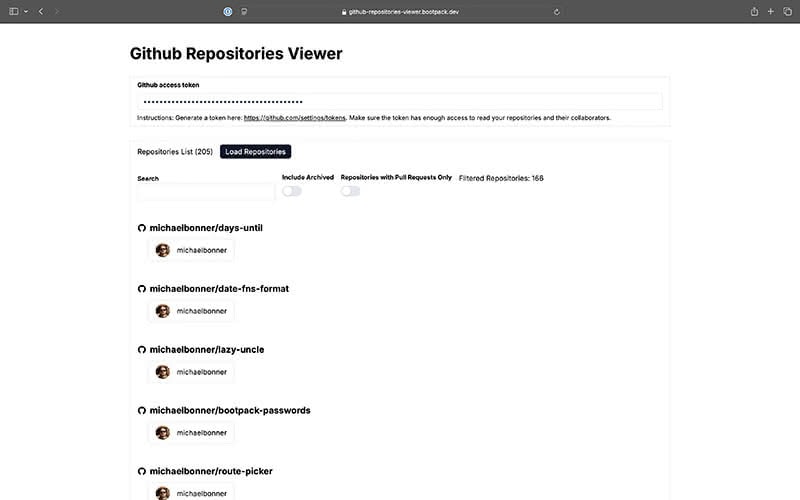 github-repositories-viewer.bootpack.dev
Github Repositories Viewer
Github access token
Instructions: Generate a token here: https://github.com/settings/tokens. Make sure the token has enough access to read your repositories and their collaborators.
Repositories List (205) Load Repositories
Search Include Archived Repositories with Pull Requests Only Filtered Repositories: 166
michaelbonner/days-until
michaelbonner
michaelbonner/date-fns-format
michaelbonner
michaelbonner/lazy-uncle
michaelbonner
michaelbonner/bootpack-passwords
michaelbonner
michaelbonner/route-picker
michaelbonner